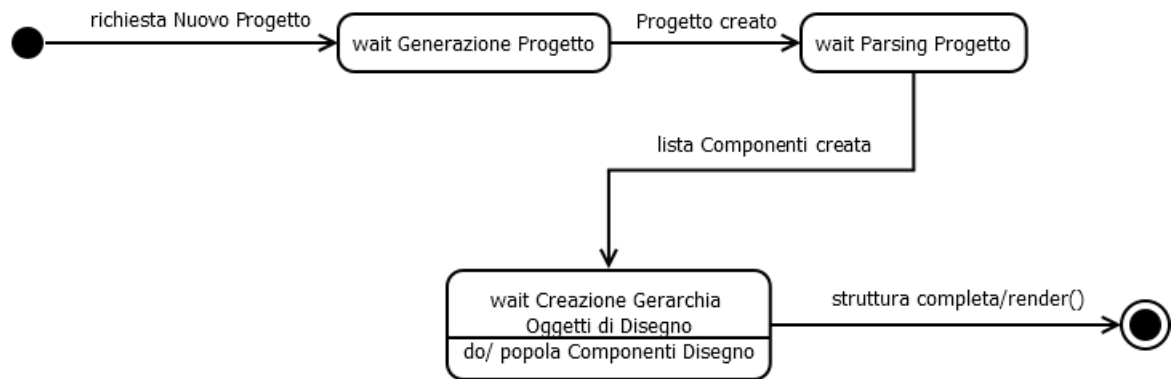 richiesta Nuovo Progetto
wait Generazione Progetto
Progetto creato
wait Parsing Progetto
lista Componenti creata
wait Creazione Gerarchia
Oggetti di Disegno
do/ popola Componenti Disegno
struttura completa/render()